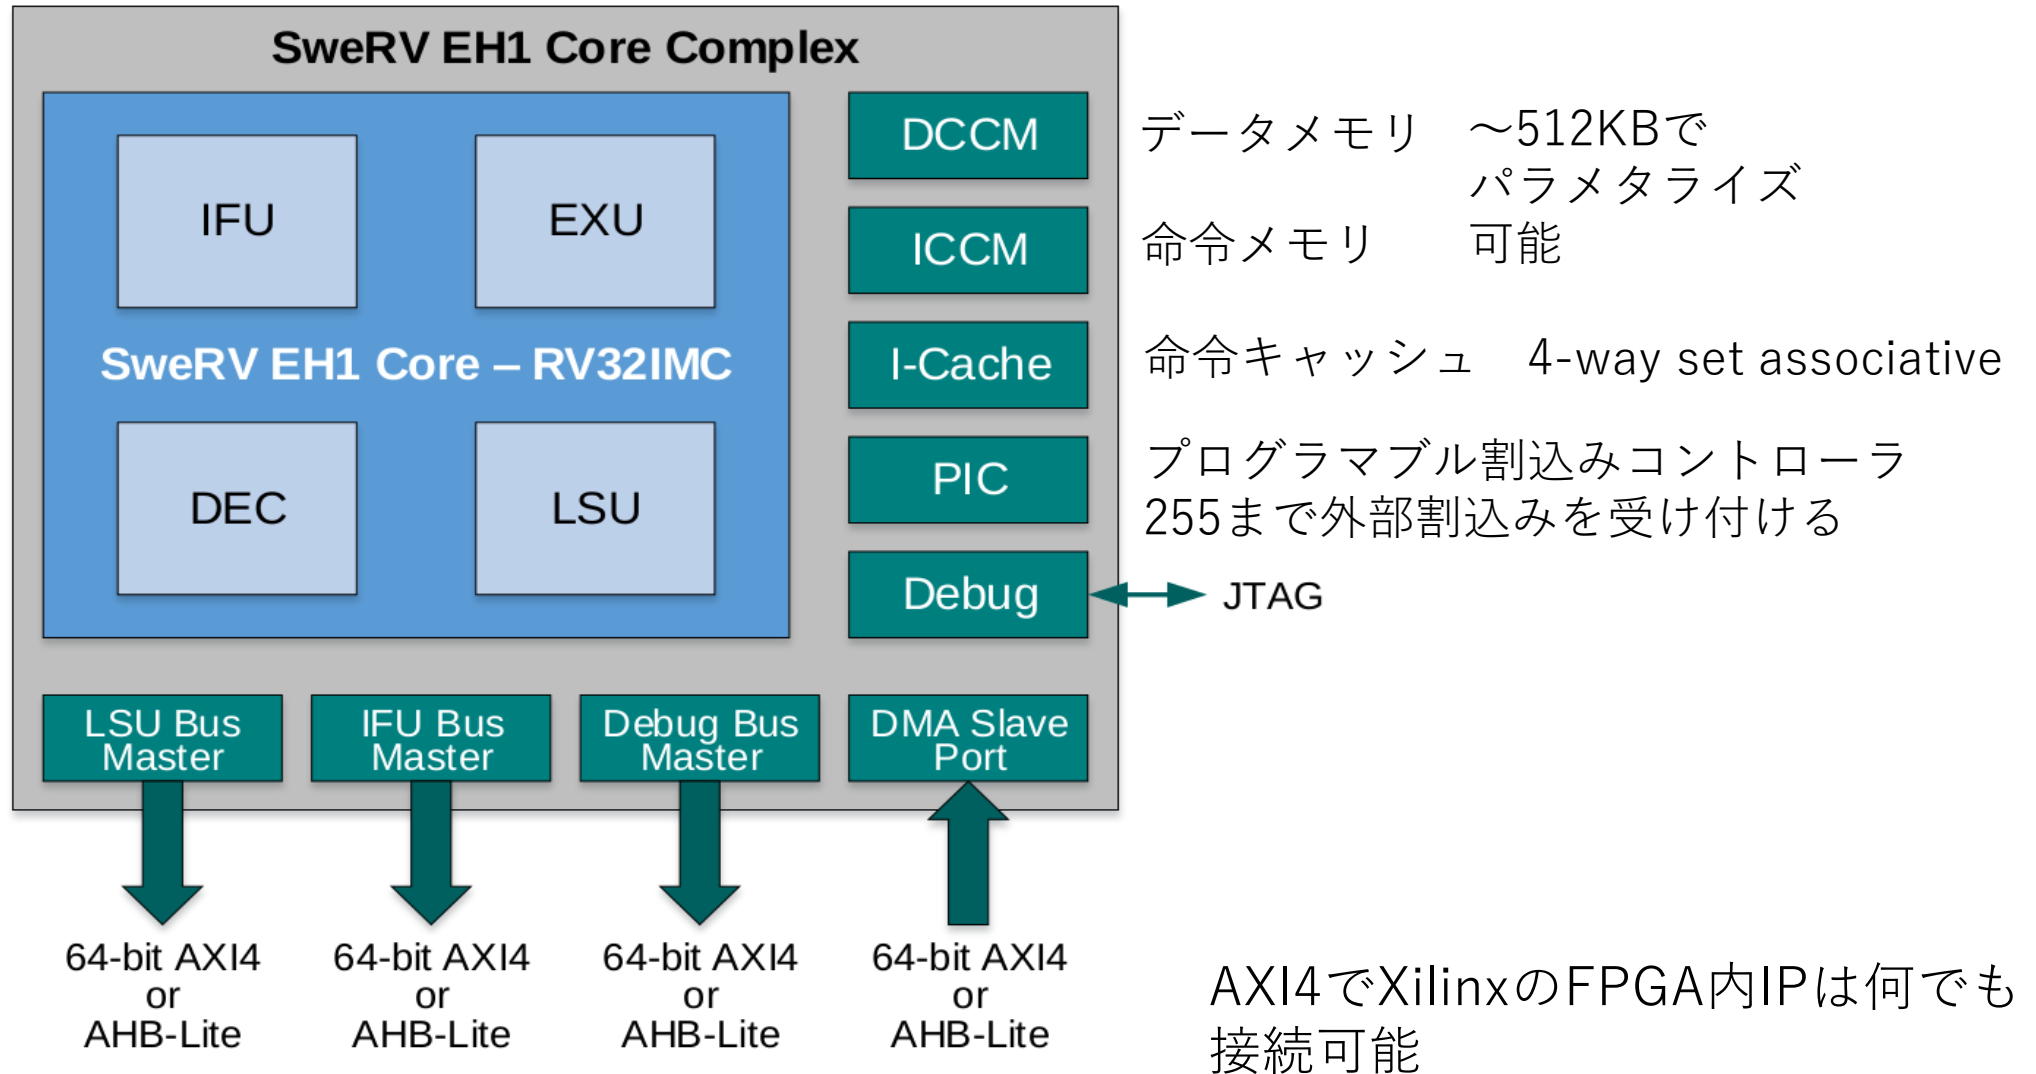 SweRV EH1 Core Complex
IFU
EXU
SweRV EH1 Core – RV32IMC
DEC
LSU
DCCM
ICCM
I-Cache
PIC
Debug
データメモリ　～512KBで
パラメタライズ
命令メモリ　可能
命令キャッシュ　4-way set associative
プログラマブル割込みコントローラ
255まで外部割込みを受け付ける
JTAG
LSU Bus
Master
IFU Bus
Master
Debug Bus
Master
DMA Slave
Port
64-bit AXI4
or
AHB-Lite
64-bit AXI4
or
AHB-Lite
64-bit AXI4
or
AHB-Lite
64-bit AXI4
or
AHB-Lite
AXI4でXilinxのFPGA内IPは何でも
接続可能